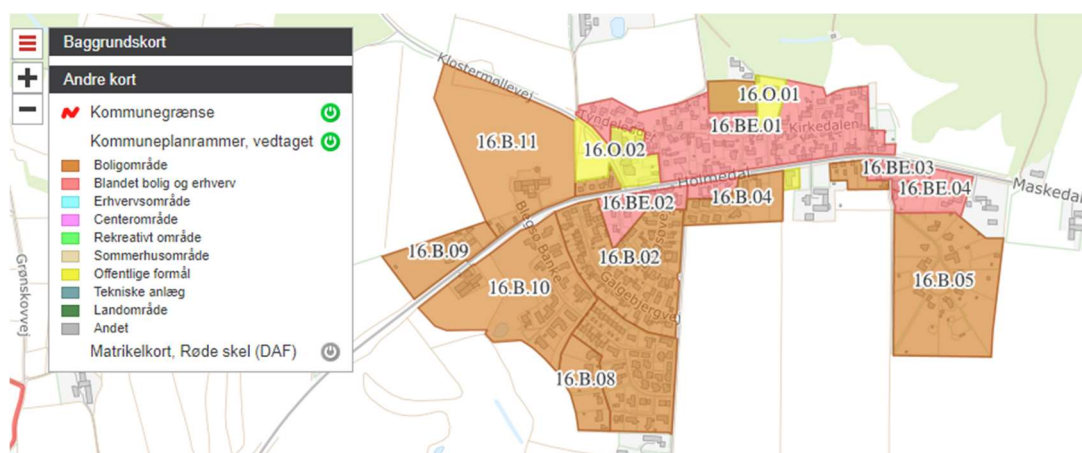 Baggrundskort
Andre kort
Kommunegrænse
Kommuneplanrammer, vedtaget
Boligområde
Blandet bolig og erhverv
Erhvervsområde
Centerområde
Rekreativt område
Sommerhusområde
Offentlige formål
Tekniske anlæg
Landområde
Andet
Matrikelkort, Røde skel (DAF)
Grønskovvej
Klostermøllevej
16.B.11
Tyndeleddet
16.O.02
16.O.01
16.BE.01
Kirkedalen
Holmedal
16.BE.03
16.BE.04
Maskedal
16.BE.02
16.B.04
Blegsø Banke
16.B.09
16.B.02
16.B.10
Galgebjergvej
16.B.05
16.B.08